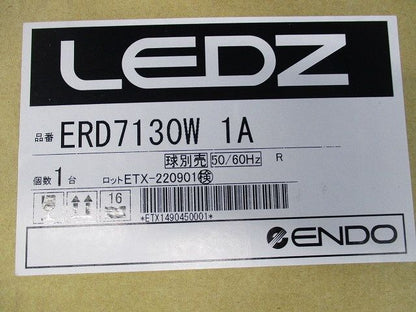 LEDZ
品番 ERD7130W 1A
球別売 50/60Hz R
個数 1 台 ロット ETX-220901 検
16
*ETX1490450001*
ENDO